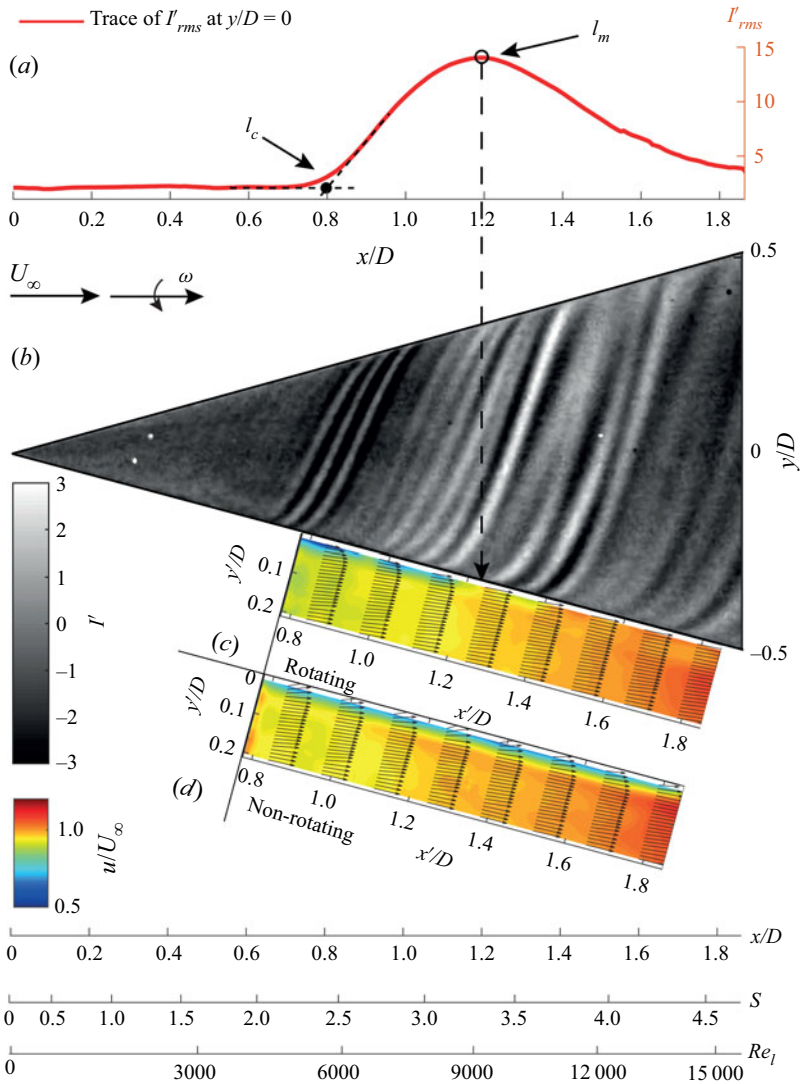 Trace of I'rms at y/D = 0
I'rms
(a)
lm
lc
15
10
5
0 0.2 0.4 0.6 0.8 1.0 1.2 1.4 1.6 1.8
x/D
U∞ ω
(b)
0.5
0
–0.5
y/D
3
2
1
0
–1
–2
–3
I'
y'/D
0.1
0.2
(c)
0.8 1.0 1.2 1.4 1.6 1.8
Rotating
x'/D
y'/D
0
0.1
0.2
(d)
0.8 1.0 1.2 1.4 1.6 1.8
Non-rotating
x'/D
1.0
0.5
u/U∞
x/D
0 0.2 0.4 0.6 0.8 1.0 1.2 1.4 1.6 1.8
S
0 0.5 1.0 1.5 2.0 2.5 3.0 3.5 4.0 4.5
Rel
0 3000 6000 9000 12 000 15 000